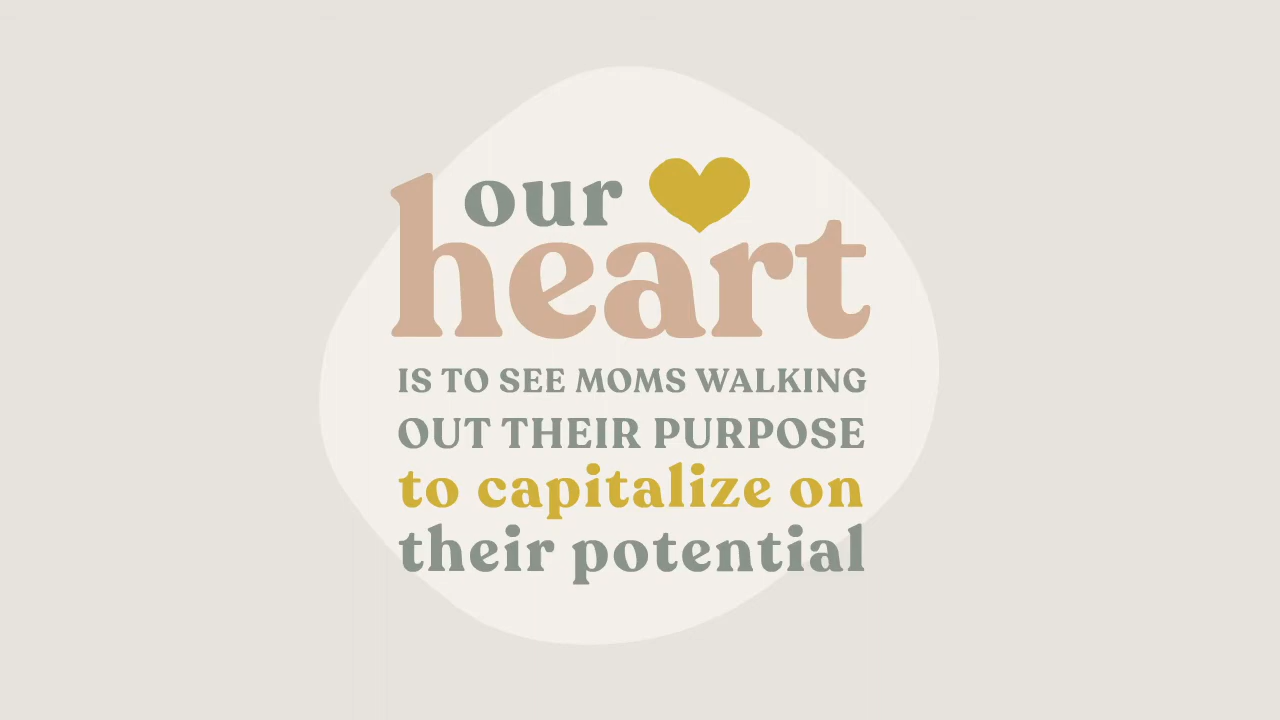 our
heart
IS TO SEE MOMS WALKING
OUT THEIR PURPOSE
to capitalize on
their potential